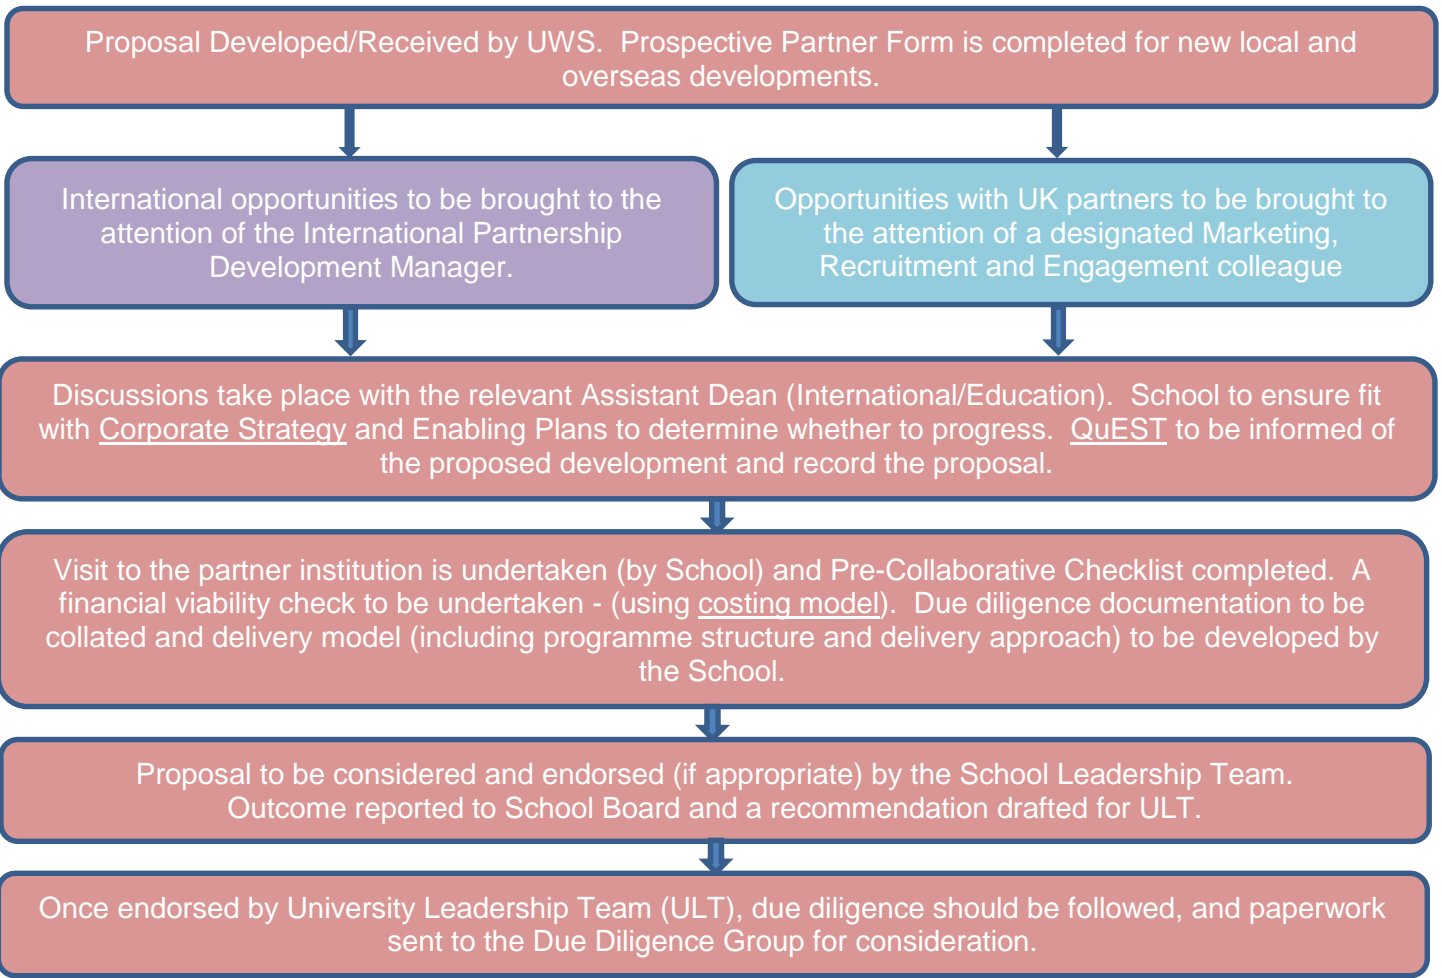 Proposal Developed/Received by UWS.  Prospective Partner Form is completed for new local and
overseas developments.
International opportunities to be brought to the
attention of the International Partnership
Development Manager.
Opportunities with UK partners to be brought to
the attention of a designated Marketing,
Recruitment and Engagement colleague
Discussions take place with the relevant Assistant Dean (International/Education).  School to ensure fit
with Corporate Strategy and Enabling Plans to determine whether to progress.  QuEST to be informed of
the proposed development and record the proposal.
Visit to the partner institution is undertaken (by School) and Pre-Collaborative Checklist completed.  A
financial viability check to be undertaken - (using costing model).  Due diligence documentation to be
collated and delivery model (including programme structure and delivery approach) to be developed by
the School.
Proposal to be considered and endorsed (if appropriate) by the School Leadership Team.
Outcome reported to School Board and a recommendation drafted for ULT.
Once endorsed by University Leadership Team (ULT), due diligence should be followed, and paperwork
sent to the Due Diligence Group for consideration.